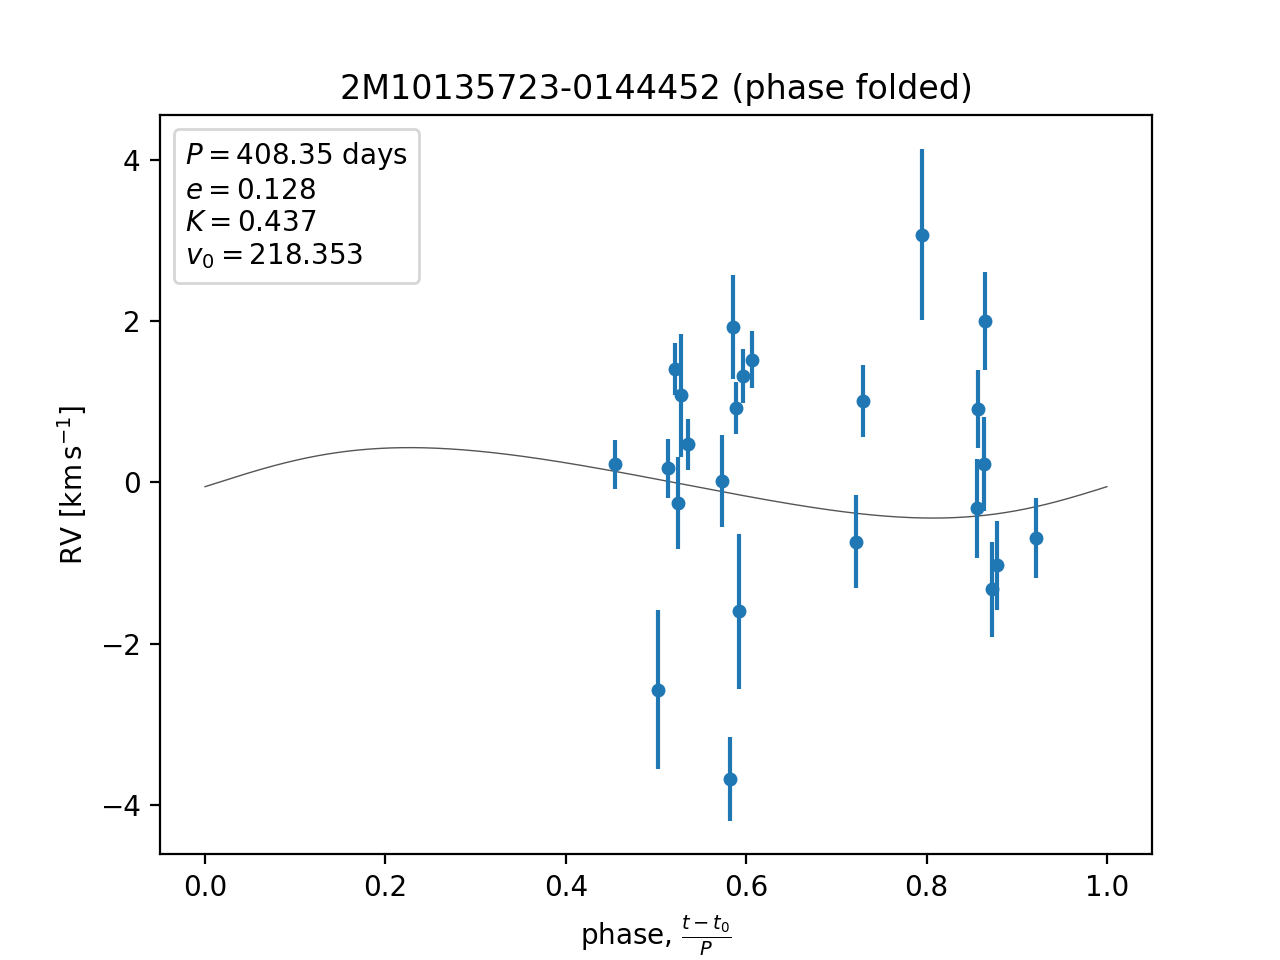 2M10135723-0144452 (phase folded)
P = 408.35 days
e = 0.128
K = 0.437
v₀ = 218.353
4
2
0
−2
−4
RV [km s⁻¹]
0.0 0.2 0.4 0.6 0.8 1.0
phase, (t − t₀)/P